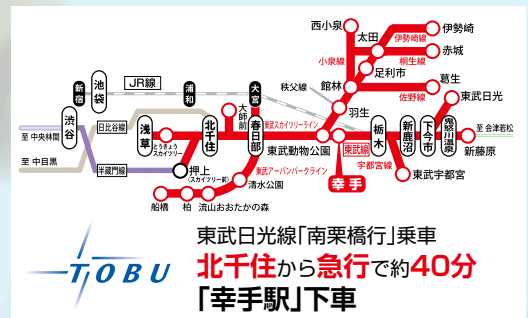 西小泉
太田
伊勢崎
伊勢崎線
赤城
桐生線
小泉線
足利市
葛生
佐野線
館林
秩父線
羽生
東武日光
JR線
新宿
池袋
浦和
大宮
大師前
渋谷
日比谷線
浅草
とうきょう
スカイツリー
北千住
東武スカイツリーライン
春日部
東武動物公園
東武線
栃木
新鹿沼
下今市
鬼怒川温泉
至 会津若松
新藤原
至 中央林間
半蔵門線
押上
(スカイツリー前)
至 中目黒
東武アーバンパークライン
幸手
宇都宮線
東武宇都宮
清水公園
船橋
柏
流山おおたかの森
TOBU
東武日光線「南栗橋行」乗車
北千住から急行で約40分
「幸手駅」下車